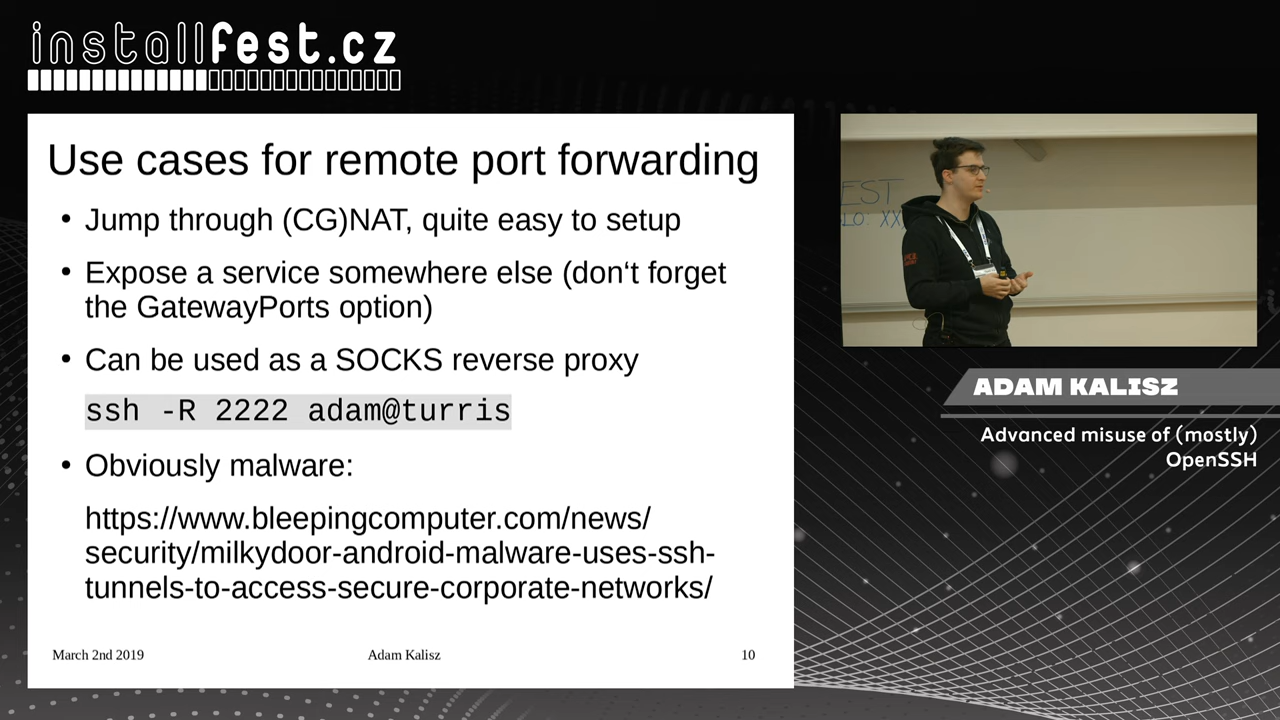 installfest.cz
Use cases for remote port forwarding
• Jump through (CG)NAT, quite easy to setup
• Expose a service somewhere else (don‘t forget
the GatewayPorts option)
• Can be used as a SOCKS reverse proxy
ssh -R 2222 adam@turris
• Obviously malware:
https://www.bleepingcomputer.com/news/
security/milkydoor-android-malware-uses-ssh-
tunnels-to-access-secure-corporate-networks/
March 2nd 2019
Adam Kalisz
10
EST
LO: XX
ADAM KALISZ
Advanced misuse of (mostly)
OpenSSH